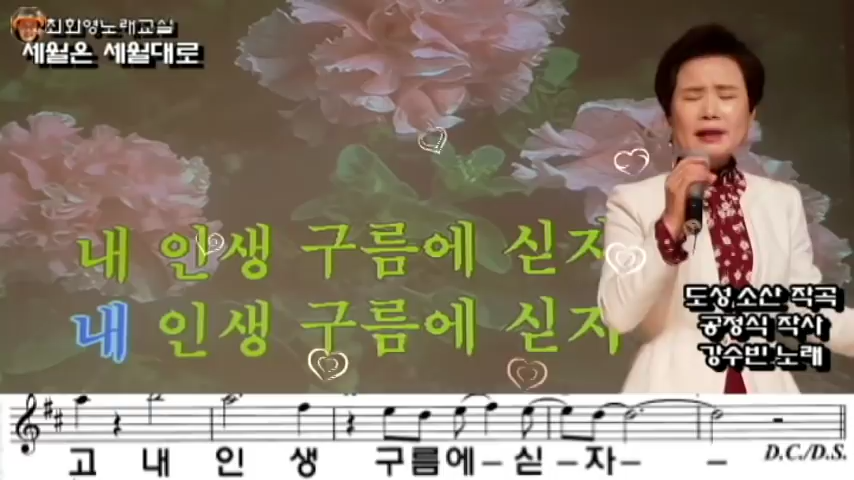 최회영노래교실
세월은 세월대로
내 인생 구름에 싣자
내 인생 구름에 싣자
도성,소산 작곡
공정식 작사
강수빈.노래
고 내 인 생 구름에–싣–자– –
D.C./D.S.